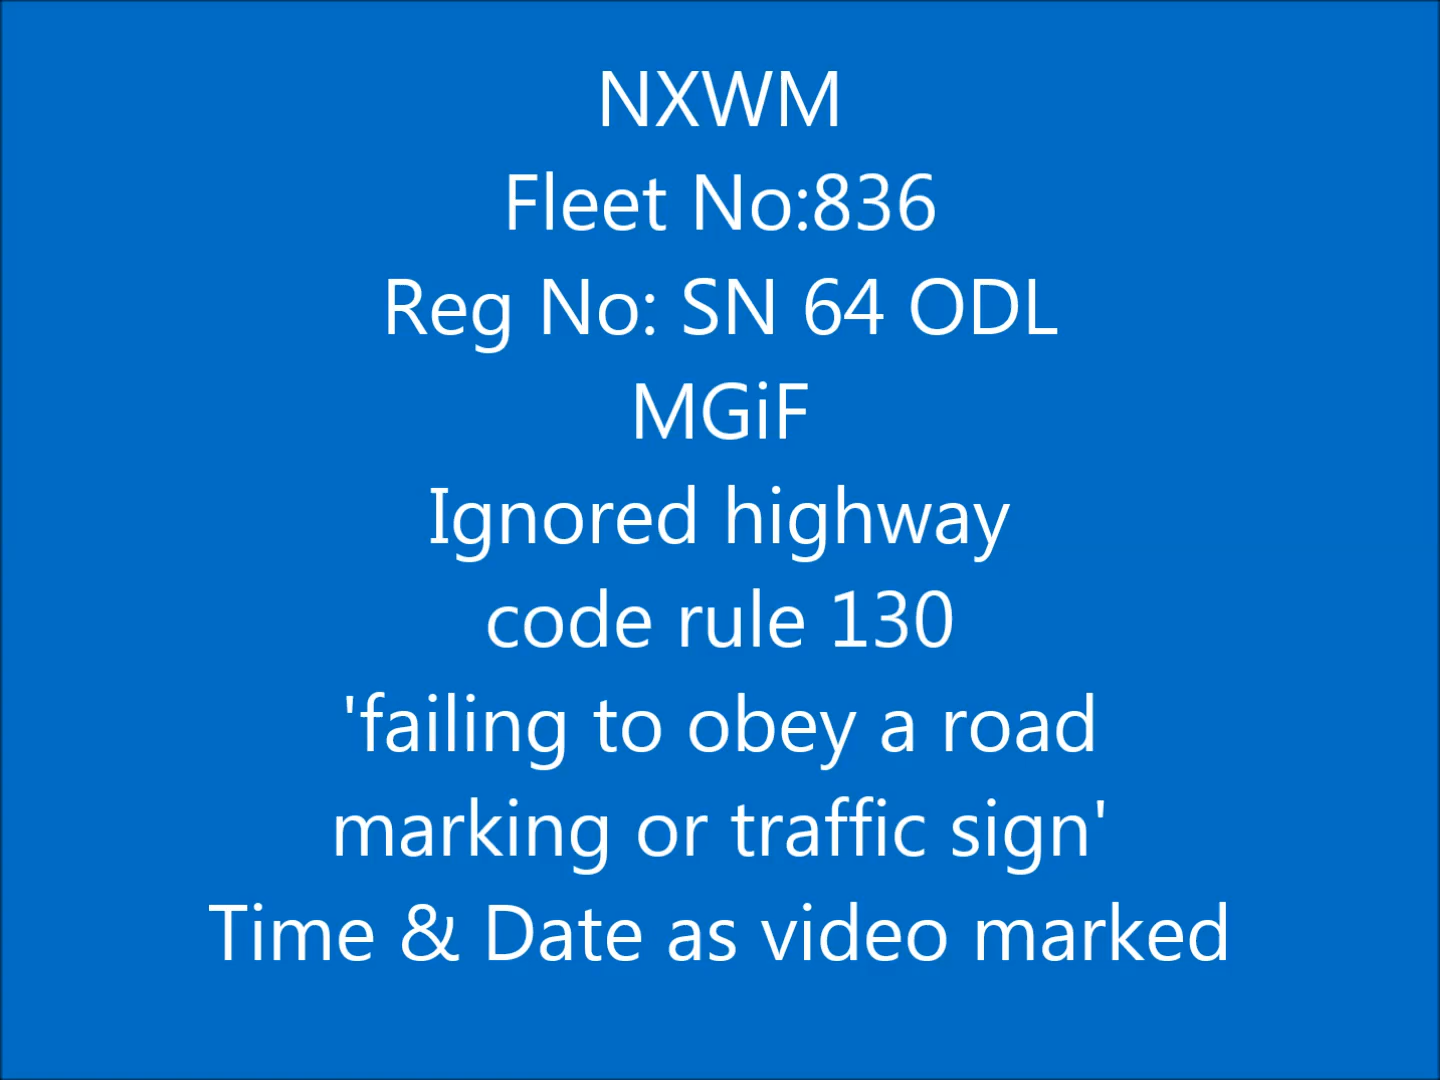 NXWM
Fleet No:836
Reg No: SN 64 ODL
MGiF
Ignored highway
code rule 130
'failing to obey a road
marking or traffic sign'
Time & Date as video marked